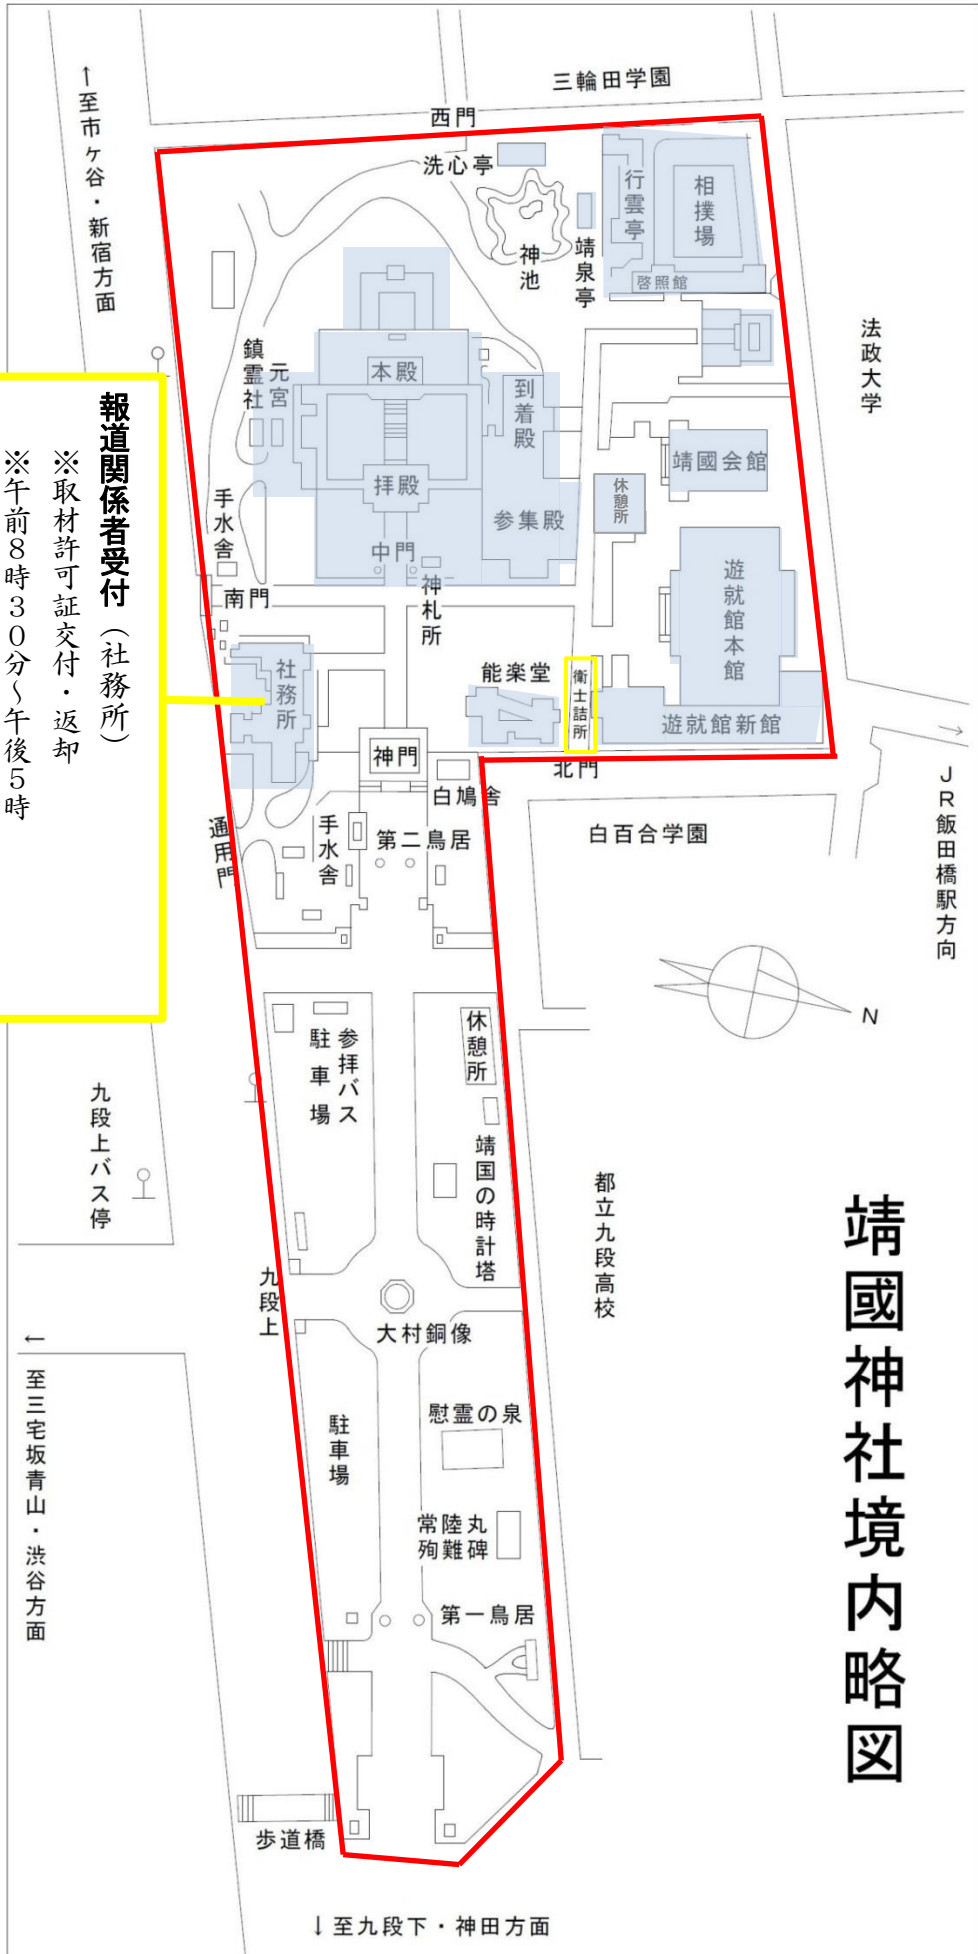 三輪田学園
西門
↑至市ヶ谷・新宿方面
洗心亭
神池
靖泉亭
行雲亭
相撲場
啓照館
法政大学
鎮霊社
元宮
本殿
到着殿
拝殿
参集殿
中門
神札所
休憩所
靖國会館
遊就館本館
手水舎
南門
報道関係者受付（社務所）
※取材許可証交付・返却
※午前８時３０分～午後５時
社務所
能楽堂
衛士詰所
遊就館新館
神門
白鳩舎
北門
白百合学園
ＪＲ飯田橋駅方向
通用門
手水舎
第二鳥居
N
参拝バス
駐車場
休憩所
靖国の時計塔
九段上バス停
都立九段高校
九段上
大村銅像
靖國神社境内略図
←至三宅坂青山・渋谷方面
駐車場
慰霊の泉
常陸丸
殉難碑
第一鳥居
歩道橋
↓至九段下・神田方面